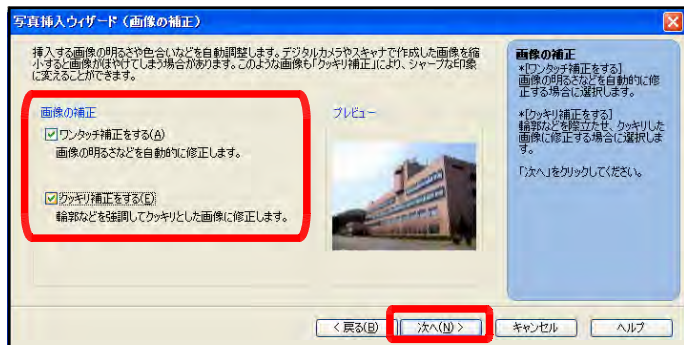 写真挿入ウィザード（画像の補正）
挿入する画像の明るさや色合いなどを自動調整します。デジタルカメラやスキャナで作成した画像を縮
小すると画像がぼやけてしまう場合があります。このような画像も「クッキリ補正」により、シャープな印象
に変えることができます。
画像の補正
ワンタッチ補正をする(A)
画像の明るさなどを自動的に修正します。
クッキリ補正をする(E)
輪郭などを強調してクッキリとした画像に修正します。
プレビュー
画像の補正
*[ワンタッチ補正をする]
画像の明るさなどを自動的に修
正する場合に選択します。
*[クッキリ補正をする]
輪郭などを際立たせ、クッキリした
画像に修正する場合に選択しま
す。
「次へ」をクリックしてください。
< 戻る(B)
次へ(N) >
キャンセル
ヘルプ